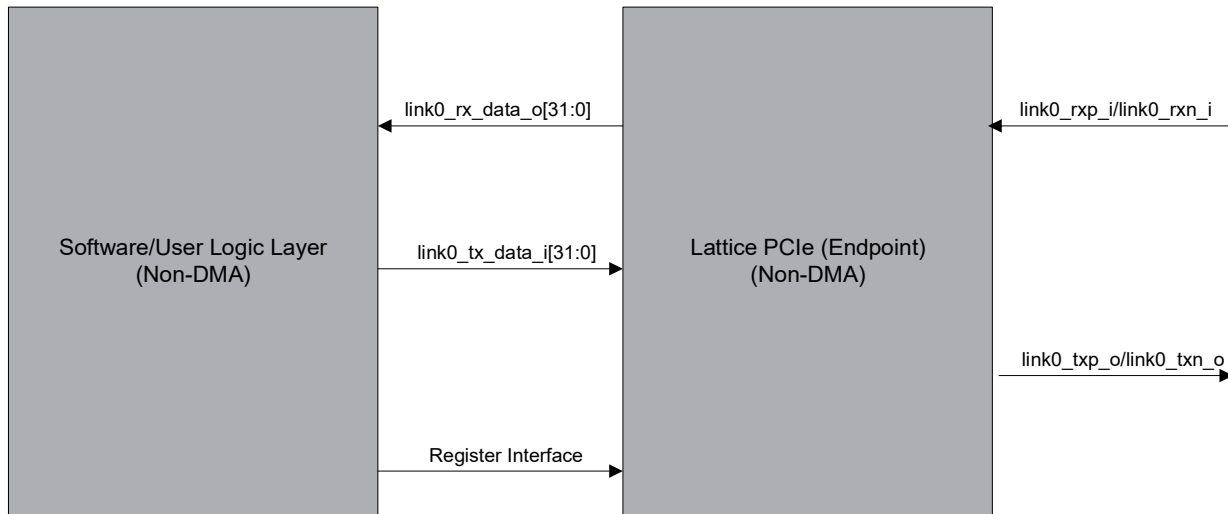 link0_rx_data_o[31:0]
link0_rxp_i/link0_rxn_i
Software/User Logic Layer
(Non-DMA)
link0_tx_data_i[31:0]
Lattice PCIe (Endpoint)
(Non-DMA)
link0_txp_o/link0_txn_o
Register Interface